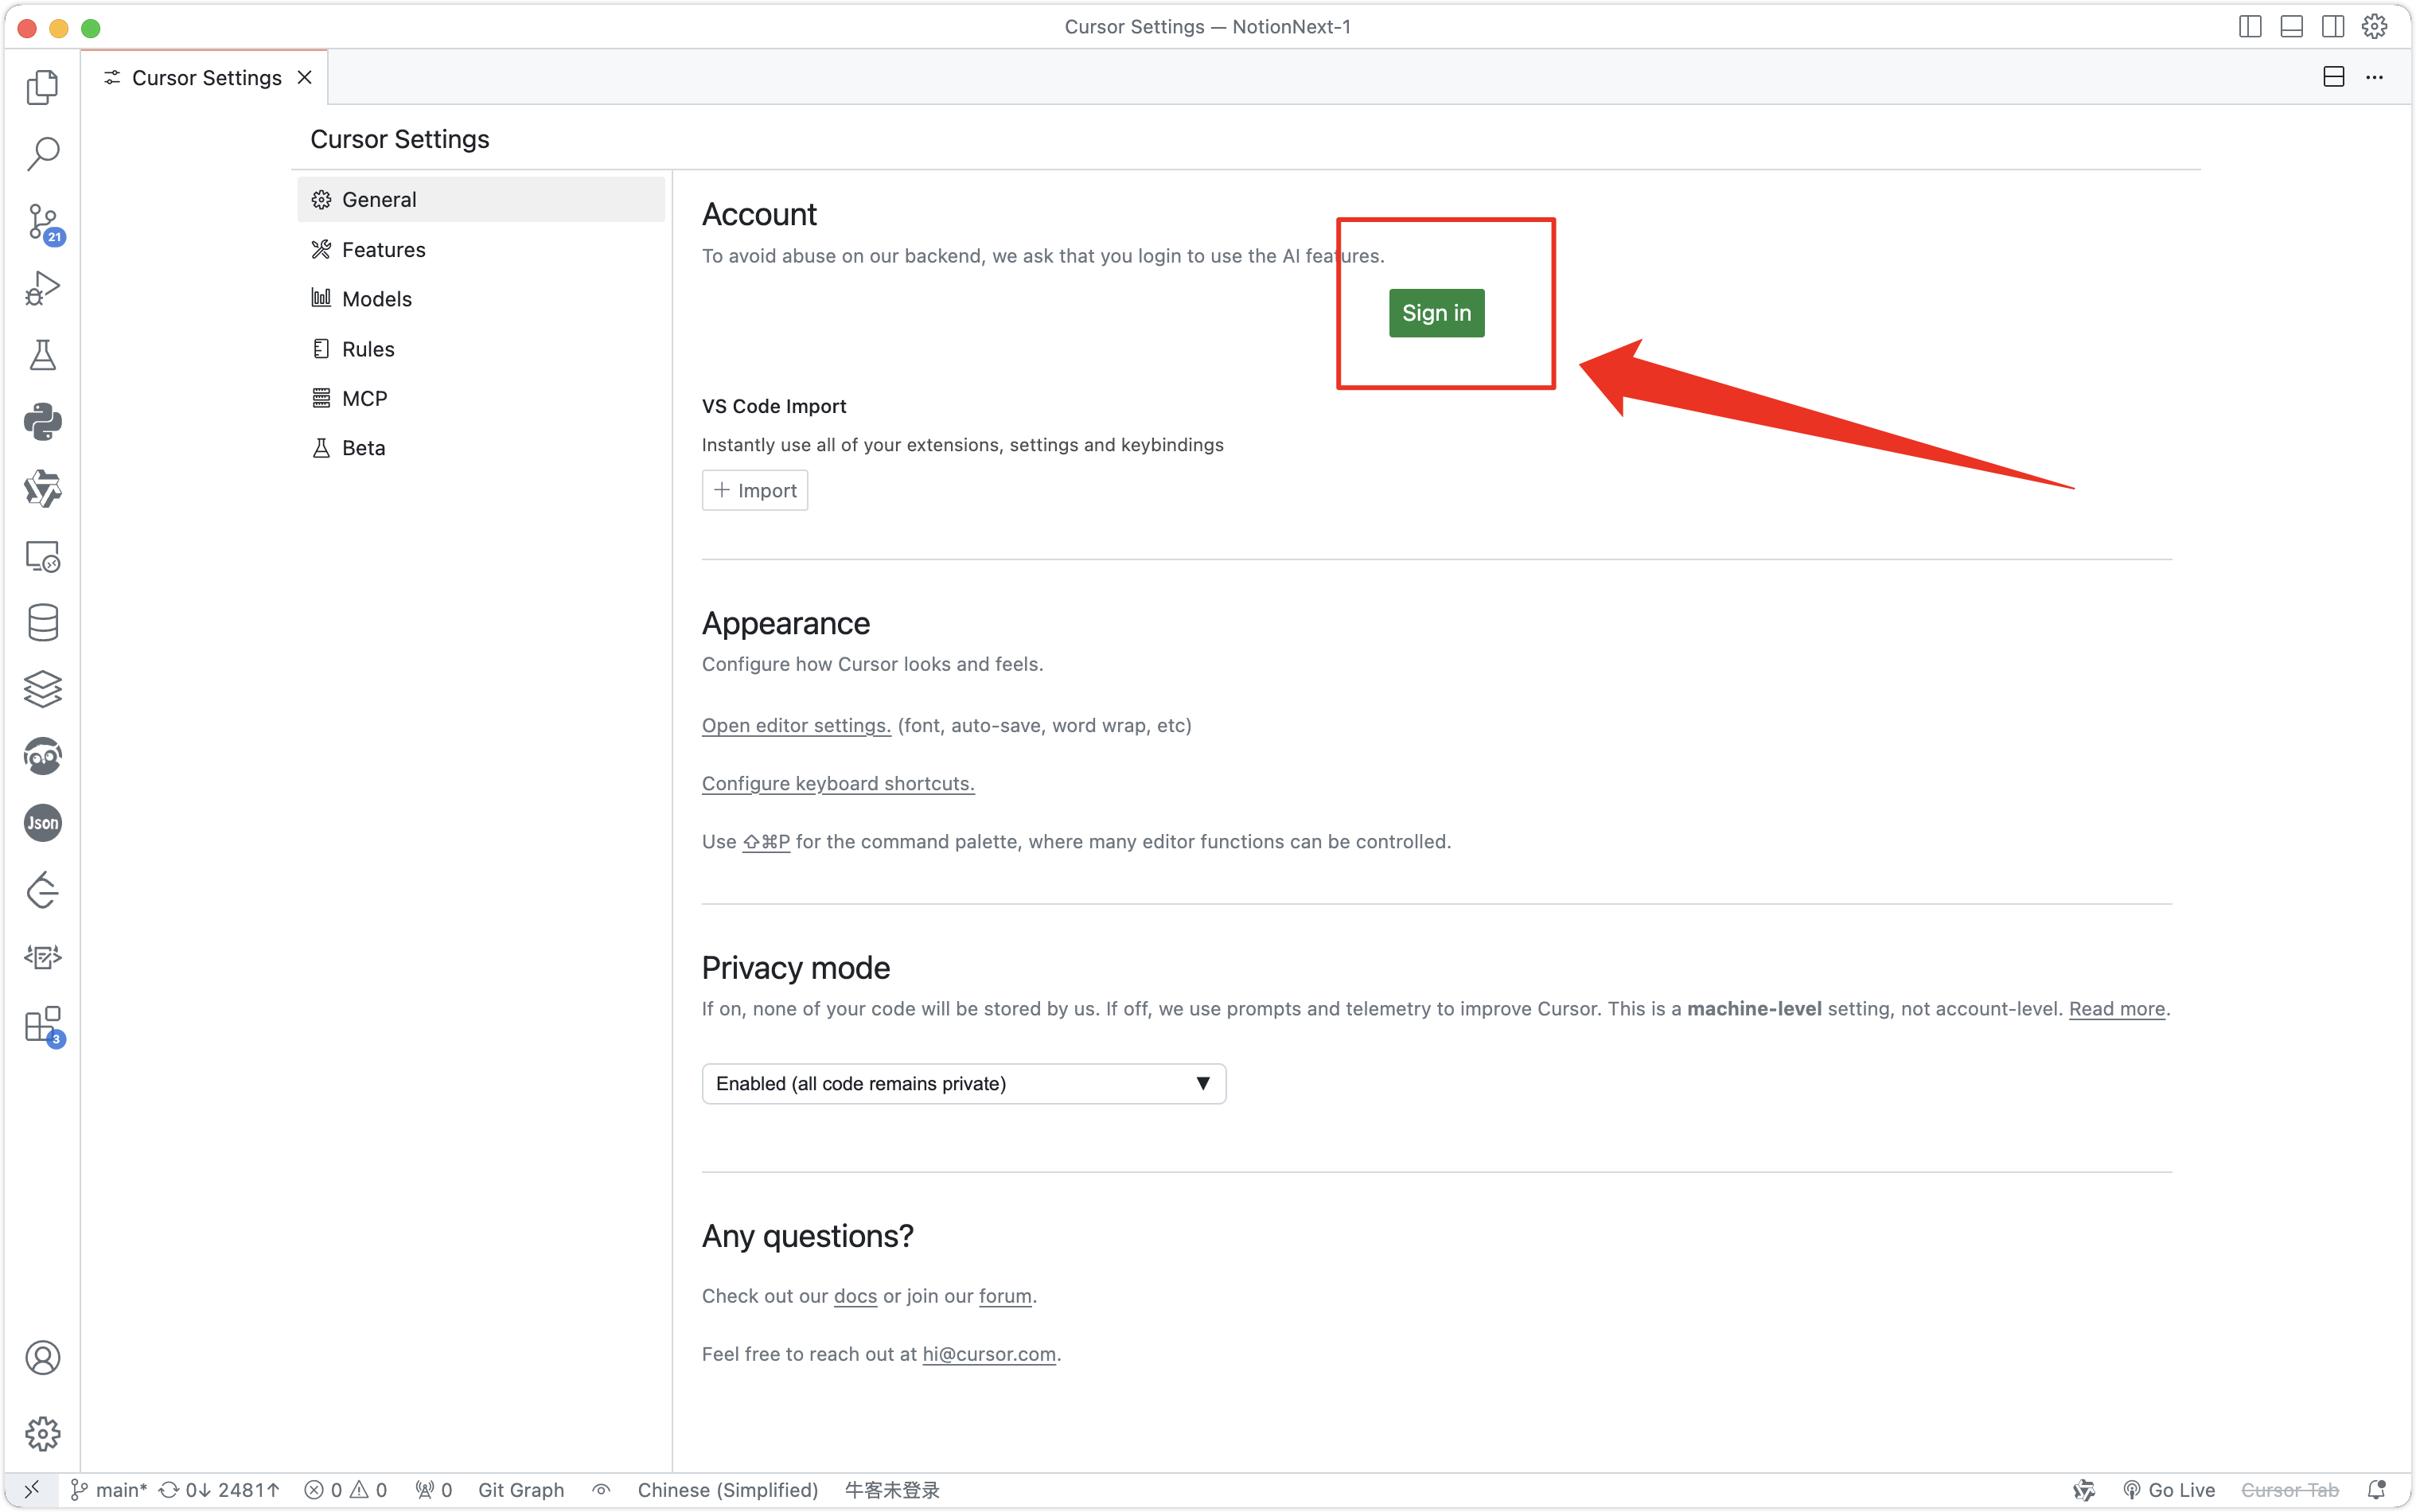 Cursor Settings — NotionNext-1
Cursor Settings
Cursor Settings
General
Features
Models
Rules
MCP
Beta
Account
To avoid abuse on our backend, we ask that you login to use the AI features.
Sign in
VS Code Import
Instantly use all of your extensions, settings and keybindings
+ Import
Appearance
Configure how Cursor looks and feels.
Open editor settings. (font, auto-save, word wrap, etc)
Configure keyboard shortcuts.
Use ⇧⌘P for the command palette, where many editor functions can be controlled.
Privacy mode
If on, none of your code will be stored by us. If off, we use prompts and telemetry to improve Cursor. This is a machine-level setting, not account-level. Read more.
Enabled (all code remains private)
Any questions?
Check out our docs or join our forum.
Feel free to reach out at hi@cursor.com.
21
Json
3
main* 0↓ 2481↑ 0 0 0 Git Graph Chinese (Simplified) 牛客未登录 Go Live Cursor Tab